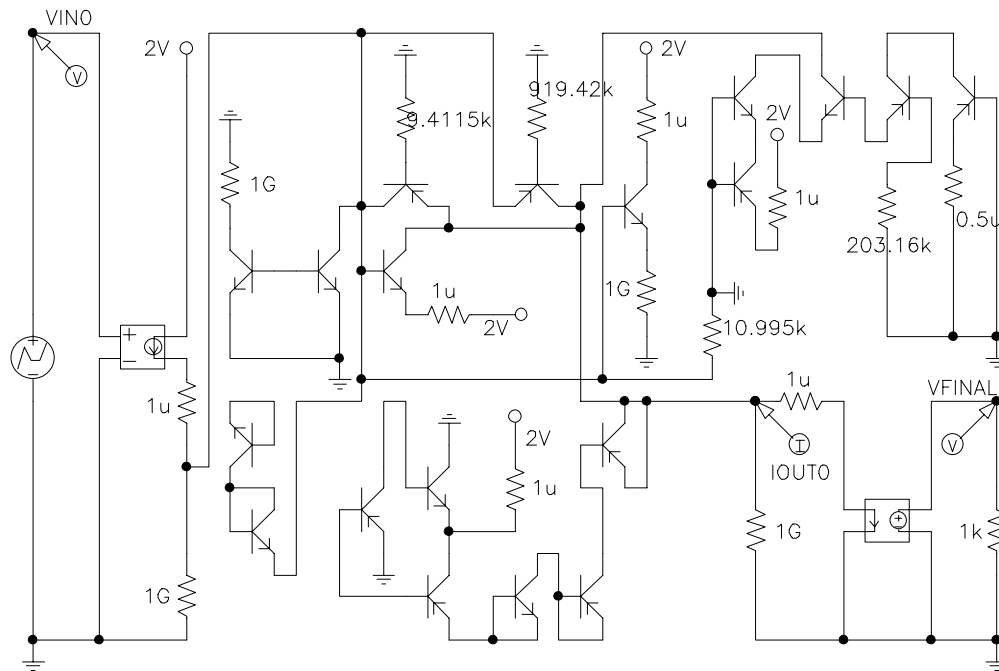 VIN0
V
2V
1G
9.4115k
919.42k
2V
1u
2V
1u
203.16k
0.5u
1u
2V
1G
10.995k
+
−
1u
1G
2V
1u
1u
I
IOUT0
VFINAL
V
1G
+
1k
+
−